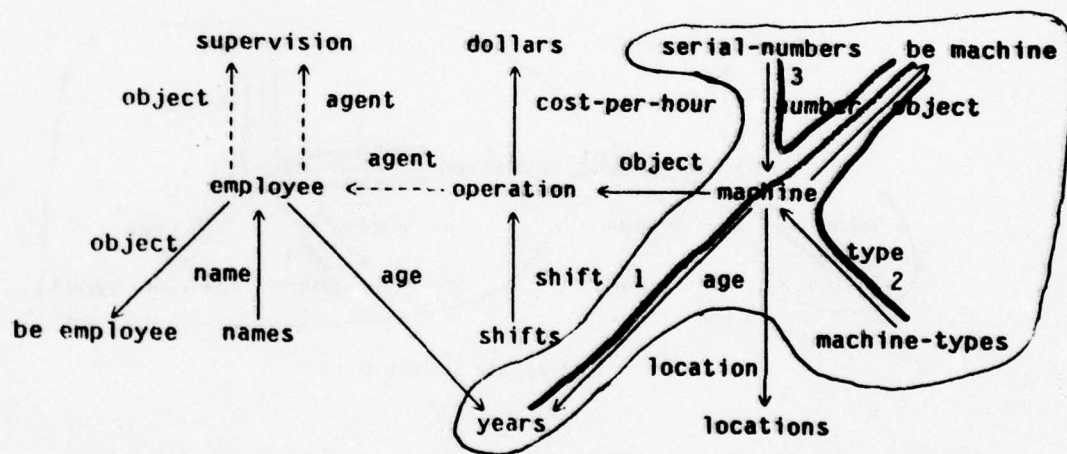 supervision dollars serial-numbers be machine
3
object agent cost-per-hour number object
agent object
employee operation machine
object
name age shift 1 age type
2
be employee names shifts machine-types
location
years locations